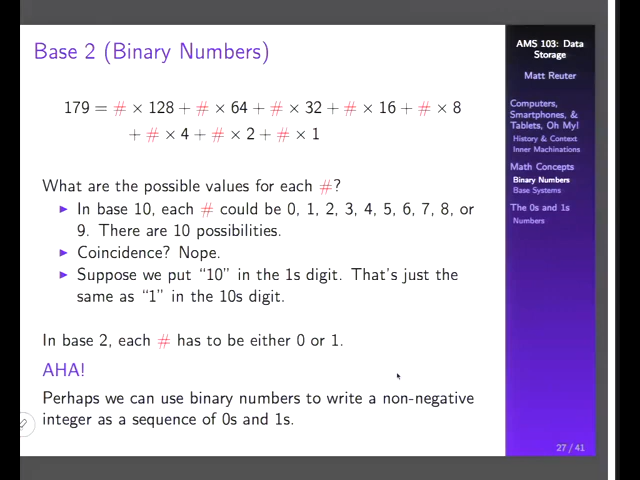 Base 2 (Binary Numbers)
179 = # × 128 + # × 64 + # × 32 + # × 16 + # × 8
+ # × 4 + # × 2 + # × 1
What are the possible values for each #?
▶ In base 10, each # could be 0, 1, 2, 3, 4, 5, 6, 7, 8, or
9. There are 10 possibilities.
▶ Coincidence? Nope.
▶ Suppose we put “10” in the 1s digit. That’s just the
same as “1” in the 10s digit.
In base 2, each # has to be either 0 or 1.
AHA!
Perhaps we can use binary numbers to write a non-negative
integer as a sequence of 0s and 1s.
AMS 103: Data
Storage
Matt Reuter
Computers,
Smartphones, &
Tablets, Oh My!
History & Context
Inner Machinations
Math Concepts
Binary Numbers
Base Systems
The 0s and 1s
Numbers
27 / 41